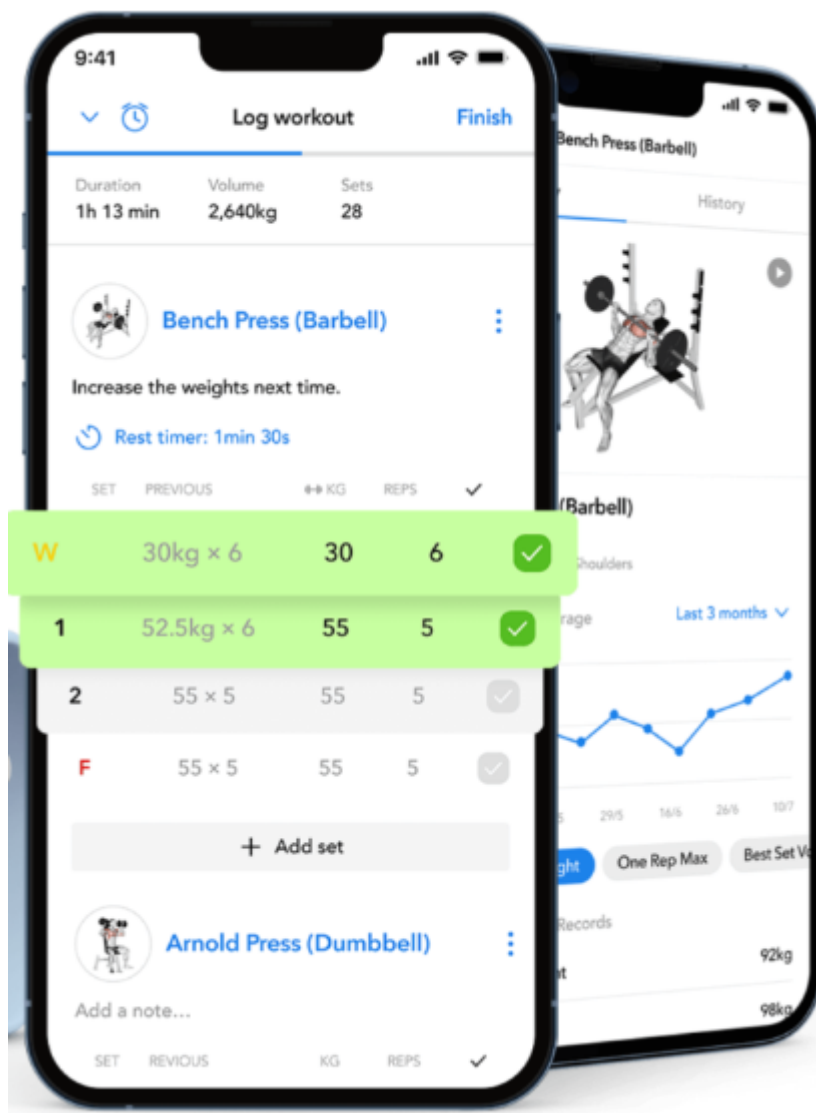 9:41
Log workout Finish
Duration Volume Sets
1h 13 min 2,640kg 28
Bench Press (Barbell)
Increase the weights next time.
Rest timer: 1min 30s
SET PREVIOUS KG REPS
W 30kg × 6 30 6
1 52.5kg × 6 55 5
2 55 × 5 55 5
F 55 × 5 55 5
+ Add set
Arnold Press (Dumbbell)
Add a note...
SET REVIOUS KG REPS
Bench Press (Barbell)
History
(Barbell)
Shoulders
rage Last 3 months
5 29/5 16/6 26/6 10/7
ght One Rep Max Best Set Vo
Records
t 92kg
98kg